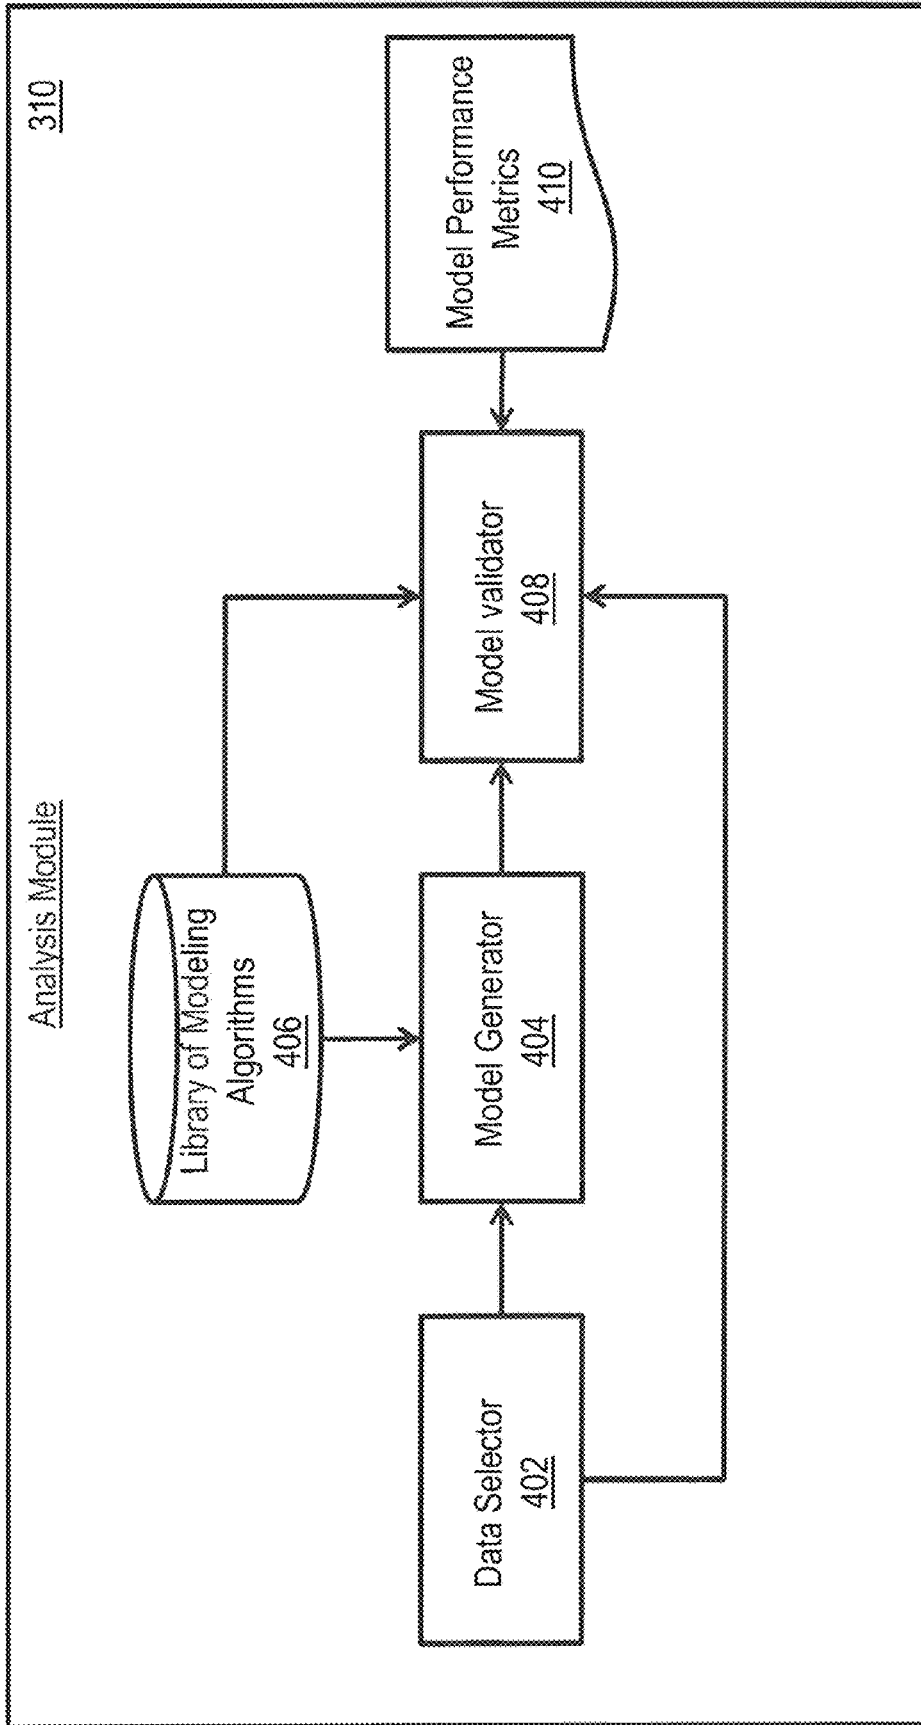 Analysis Module
310
Library of Modeling
Algorithms
406
Data Selector
402
Model Generator
404
Model validator
408
Model Performance
Metrics
410